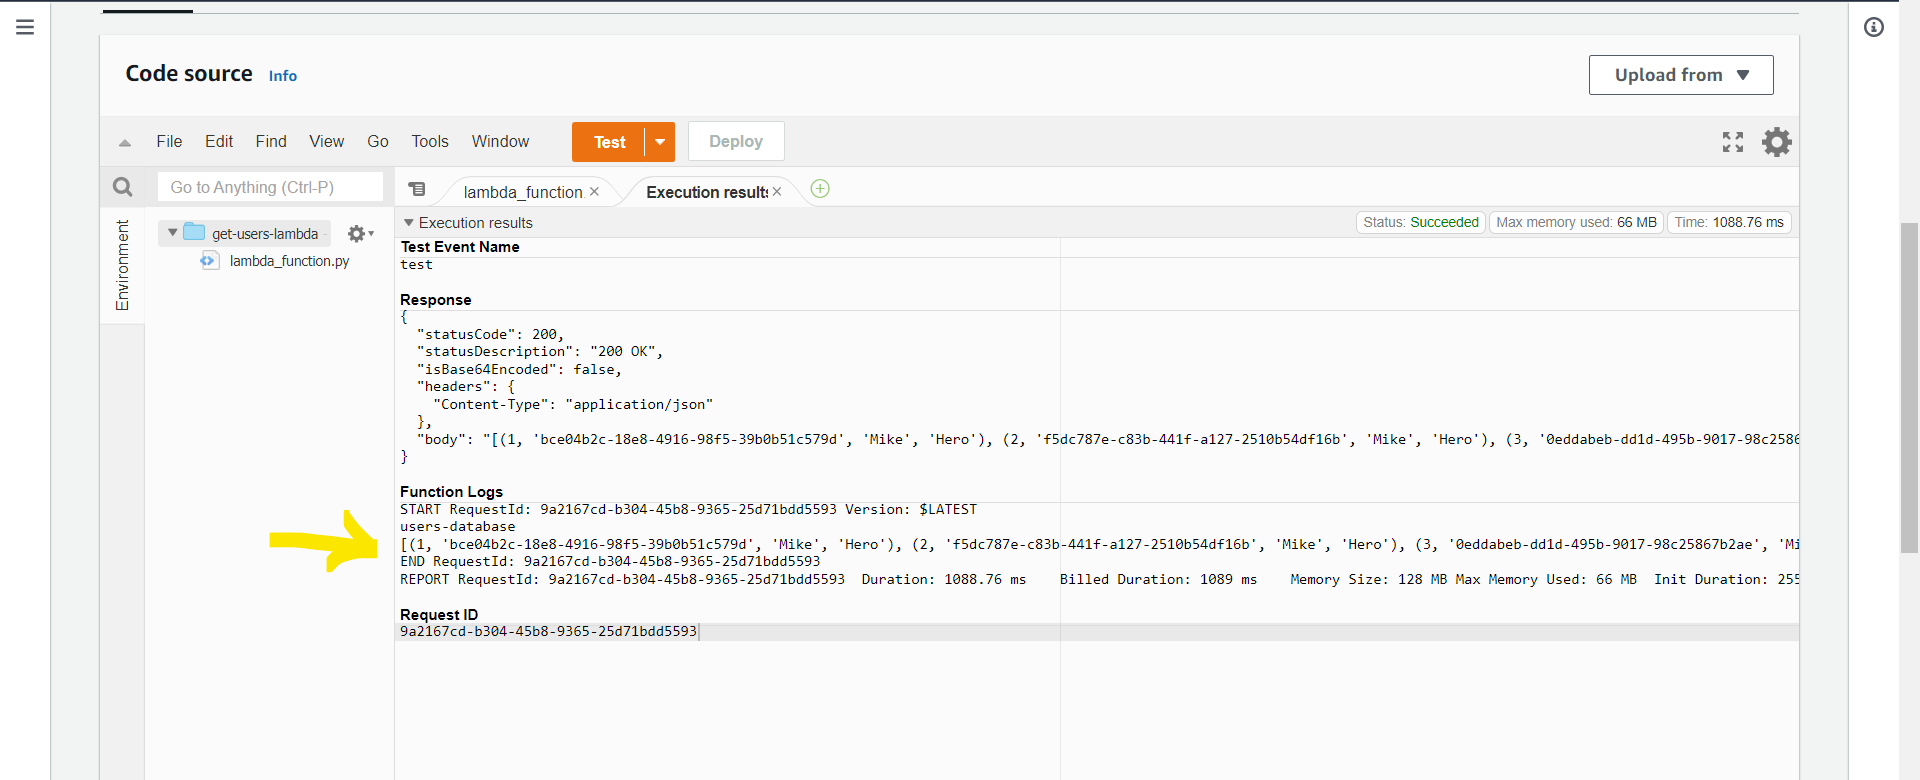 Code source Info
Upload from
File Edit Find View Go Tools Window Test Deploy
Go to Anything (Ctrl-P)
lambda_function
Execution results
Environment
get-users-lambda
lambda_function.py
Execution results
Status: Succeeded Max memory used: 66 MB Time: 1088.76 ms
Test Event Name
test
Response
{
"statusCode": 200,
"statusDescription": "200 OK",
"isBase64Encoded": false,
"headers": {
"Content-Type": "application/json"
},
"body": "[(1, 'bce04b2c-18e8-4916-98f5-39b0b51c579d', 'Mike', 'Hero'), (2, 'f5dc787e-c83b-441f-a127-2510b54df16b', 'Mike', 'Hero'), (3, '0eddabeb-dd1d-495b-9017-98c2586
}
Function Logs
START RequestId: 9a2167cd-b304-45b8-9365-25d71bdd5593 Version: $LATEST
users-database
[(1, 'bce04b2c-18e8-4916-98f5-39b0b51c579d', 'Mike', 'Hero'), (2, 'f5dc787e-c83b-441f-a127-2510b54df16b', 'Mike', 'Hero'), (3, '0eddabeb-dd1d-495b-9017-98c25867b2ae', 'Mi
END RequestId: 9a2167cd-b304-45b8-9365-25d71bdd5593
REPORT RequestId: 9a2167cd-b304-45b8-9365-25d71bdd5593 Duration: 1088.76 ms Billed Duration: 1089 ms Memory Size: 128 MB Max Memory Used: 66 MB Init Duration: 255
Request ID
9a2167cd-b304-45b8-9365-25d71bdd5593